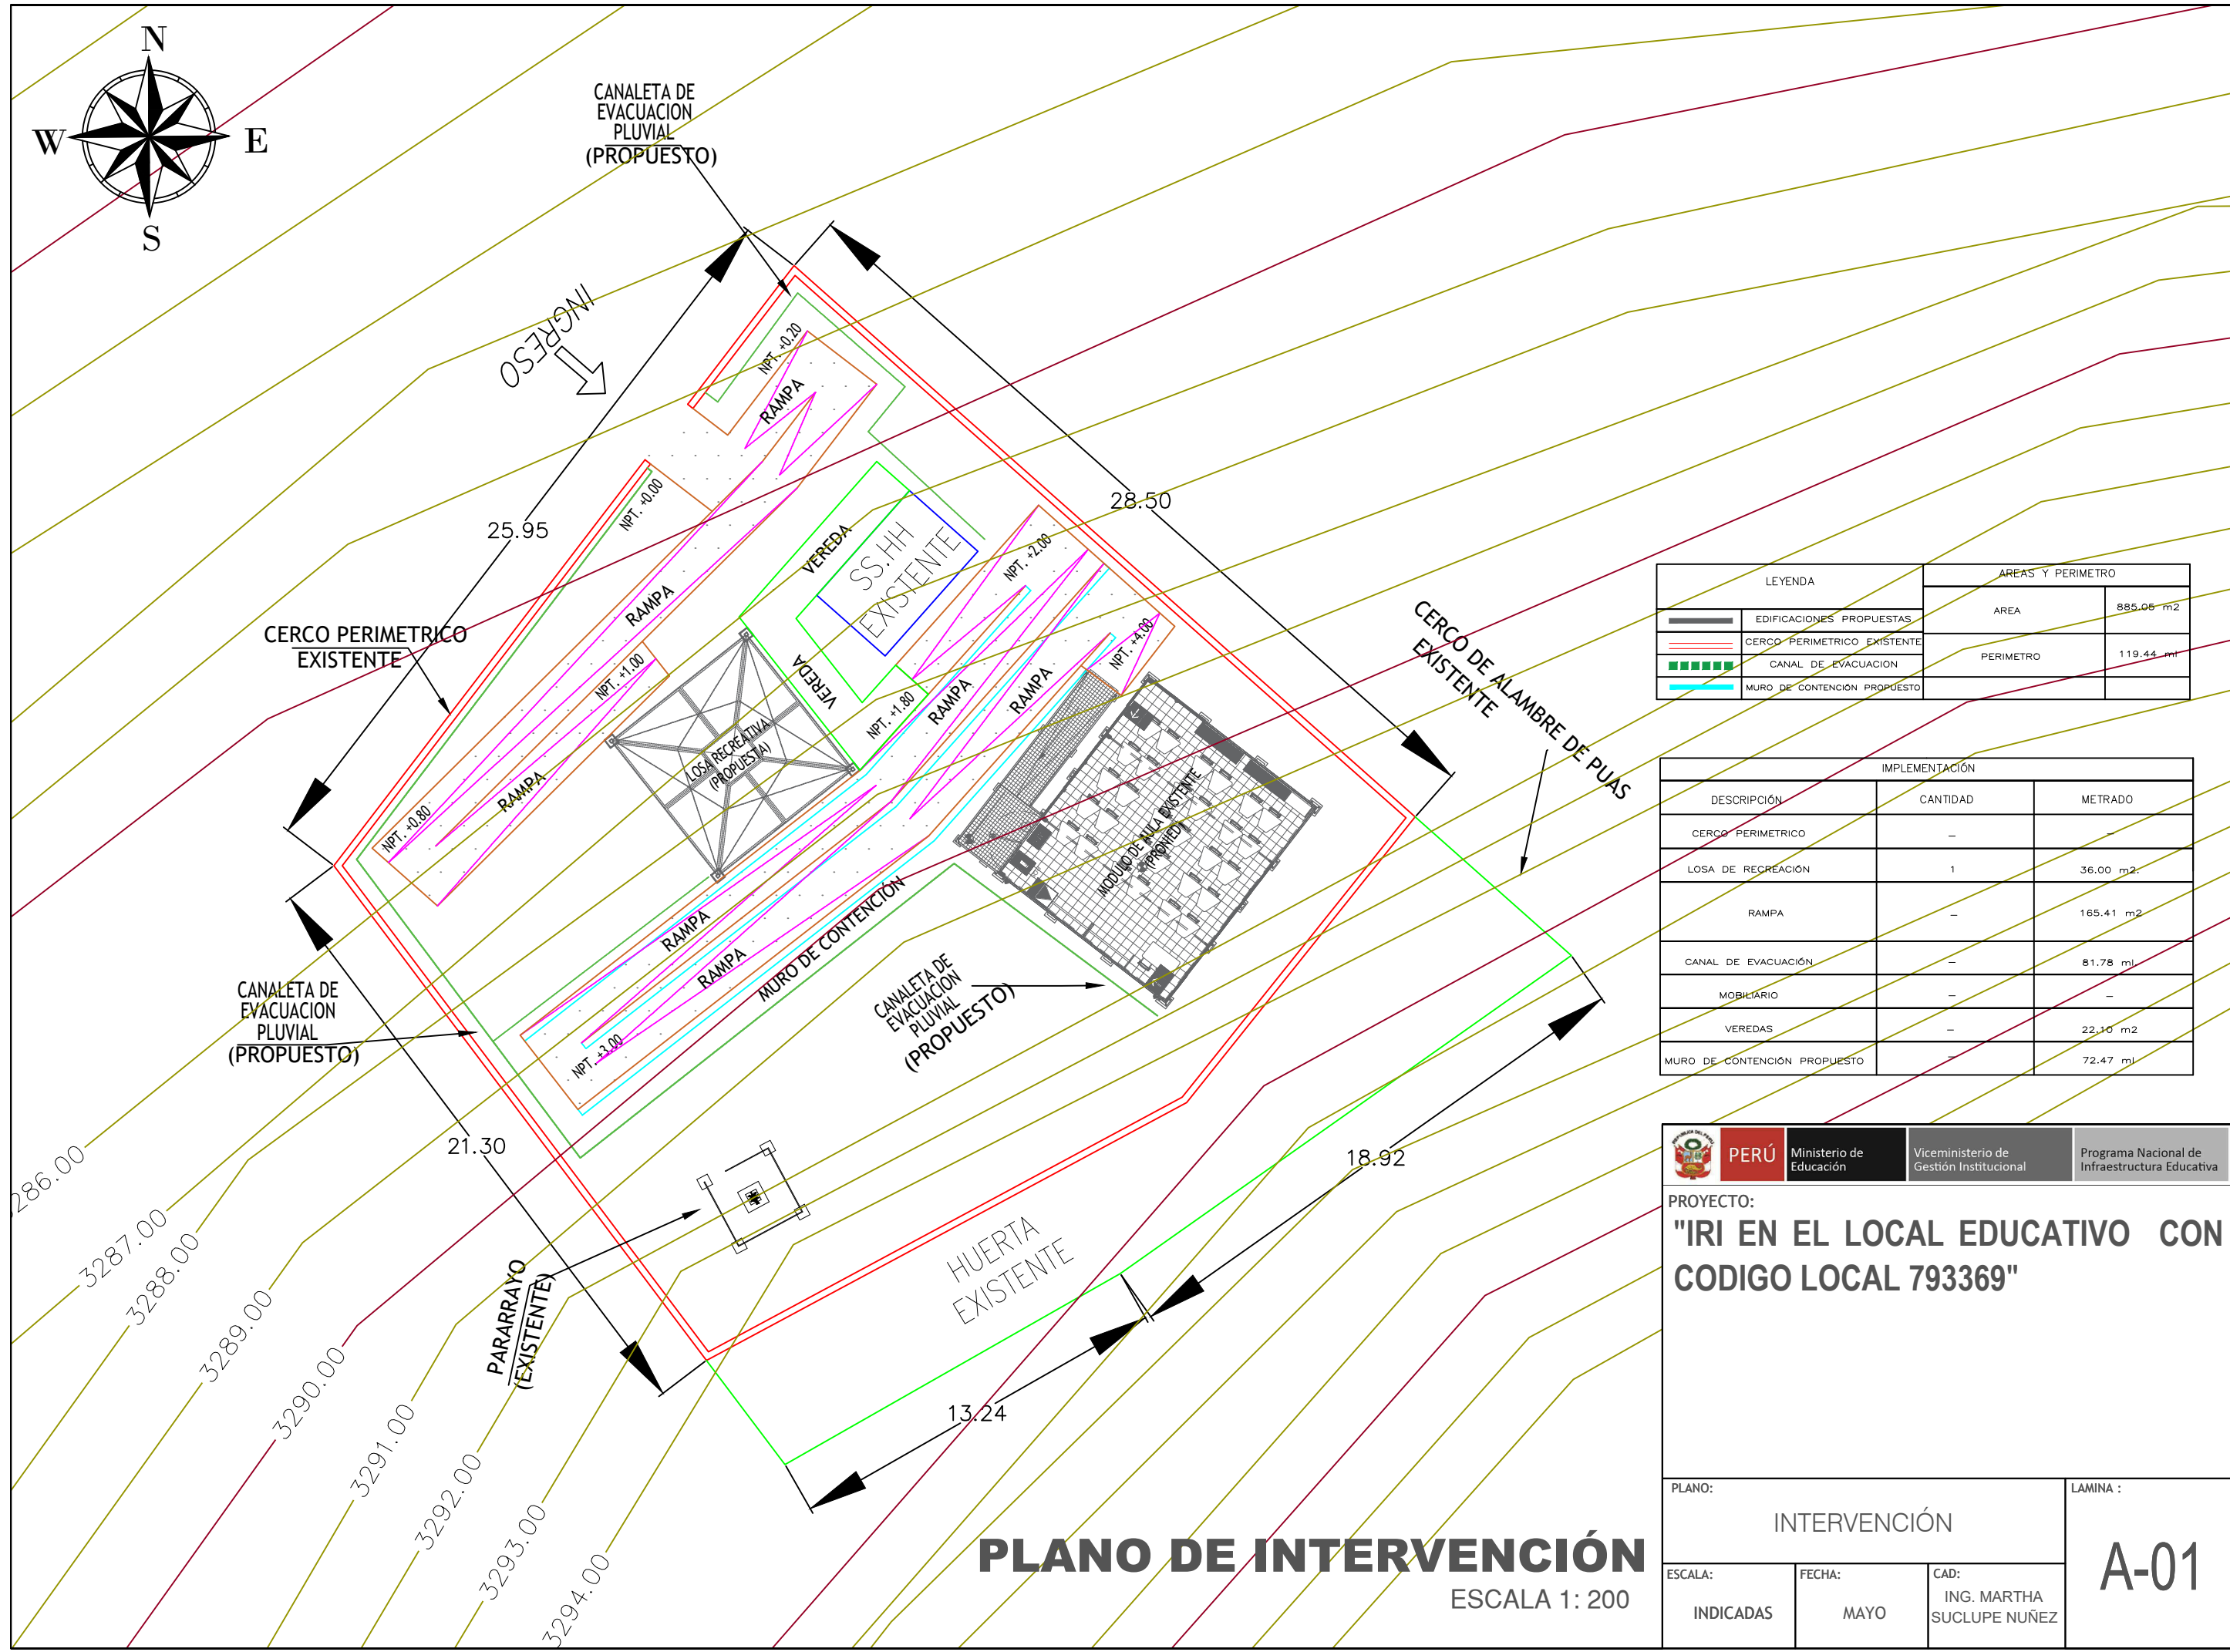 N
W
E
S
CANALETA DE
EVACUACION
PLUVIAL
(PROPUESTO)
INGRESO
NPT. +0.20
RAMPA
NPT. +0.00
25.95
28.50
VEREDA
SS.HH
EXISTENTE
NPT. +2.00
RAMPA
CERCO PERIMETRICO
EXISTENTE
NPT. +1.00
VEREDA
NPT. +4.00
RAMPA
RAMPA
NPT. +1.80
CERCO DE ALAMBRE DE PUAS
EXISTENTE
LOSA RECREATIVA
(PROPUESTA)
RAMPA
NPT. +0.80
MODULO DE AULA EXISTENTE
(PRONIED)
RAMPA
RAMPA
MURO DE CONTENCION
CANALETA DE
EVACUACION
PLUVIAL
(PROPUESTO)
CANALETA DE
EVACUACION
PLUVIAL
(PROPUESTO)
NPT. +3.00
21.30
18.92
13.24
PARARRAYO
(EXISTENTE)
HUERTA
EXISTENTE
3286.00
3287.00
3288.00
3289.00
3290.00
3291.00
3292.00
3293.00
3294.00
LEYENDA
EDIFICACIONES PROPUESTAS
CERCO PERIMETRICO EXISTENTE
CANAL DE EVACUACION
MURO DE CONTENCIÓN PROPUESTO
AREAS Y PERIMETRO
AREA 885.05 m2
PERIMETRO 119.44 ml
IMPLEMENTACIÓN
DESCRIPCIÓN CANTIDAD METRADO
CERCO PERIMETRICO – –
LOSA DE RECREACIÓN 1 36.00 m2.
RAMPA – 165.41 m2
CANAL DE EVACUACIÓN – 81.78 ml
MOBILIARIO – –
VEREDAS – 22.10 m2
MURO DE CONTENCIÓN PROPUESTO – 72.47 ml
PERÚ
Ministerio de
Educación
Viceministerio de
Gestión Institucional
Programa Nacional de
Infraestructura Educativa
PROYECTO:
"IRI EN EL LOCAL EDUCATIVO CON
CODIGO LOCAL 793369"
PLANO:
INTERVENCIÓN
LAMINA :
A-01
ESCALA:
INDICADAS
FECHA:
MAYO
CAD:
ING. MARTHA
SUCLUPE NUÑEZ
PLANO DE INTERVENCIÓN
ESCALA 1: 200